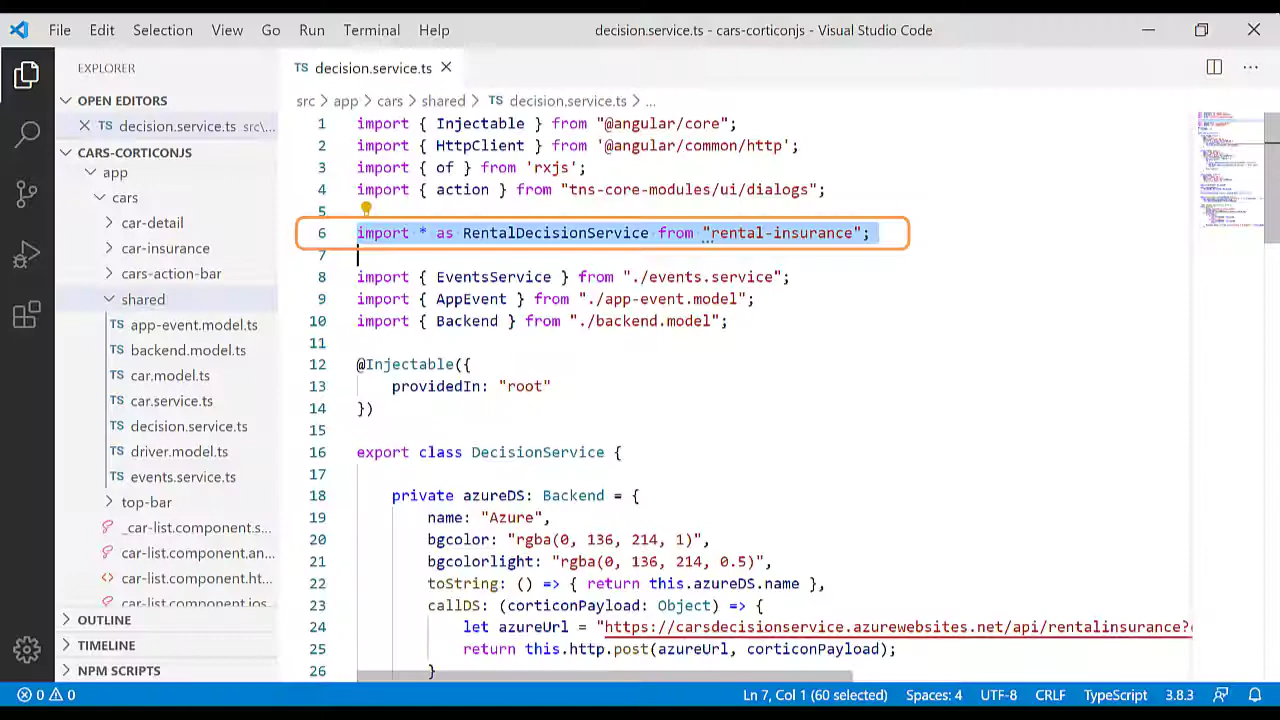 File Edit Selection View Go Run Terminal Help decision.service.ts - cars-corticonjs - Visual Studio Code
EXPLORER
OPEN EDITORS
TS decision.service.ts src\...
CARS-CORTICONJS
app
cars
car-detail
car-insurance
cars-action-bar
shared
TS app-event.model.ts
TS backend.model.ts
TS car.model.ts
TS car.service.ts
TS decision.service.ts
TS driver.model.ts
TS events.service.ts
top-bar
_car-list.component.s...
car-list.component.an...
<> car-list.component.ht...
car-list.component.ios
OUTLINE
TIMELINE
NPM SCRIPTS
TS decision.service.ts
src > app > cars > shared > TS decision.service.ts > ...
1 import { Injectable } from "@angular/core";
2 import { HttpClient } from '@angular/common/http';
3 import { of } from 'rxjs';
4 import { action } from "tns-core-modules/ui/dialogs";
5
6 import * as RentalDecisionService from "rental-insurance";
7
8 import { EventsService } from "./events.service";
9 import { AppEvent } from "./app-event.model";
10 import { Backend } from "./backend.model";
11
12 @Injectable({
13     providedIn: "root"
14 })
15
16 export class DecisionService {
17
18     private azureDS: Backend = {
19         name: "Azure",
20         bgcolor: "rgba(0, 136, 214, 1)",
21         bgcolorlight: "rgba(0, 136, 214, 0.5)",
22         toString: () => { return this.azureDS.name },
23         callDS: (corticonPayload: Object) => {
24             let azureUrl = "https://carsdecisionservice.azurewebsites.net/api/rentalinsurance?
25             return this.http.post(azureUrl, corticonPayload);
26         }
0 0 Ln 7, Col 1 (60 selected) Spaces: 4 UTF-8 CRLF TypeScript 3.8.3